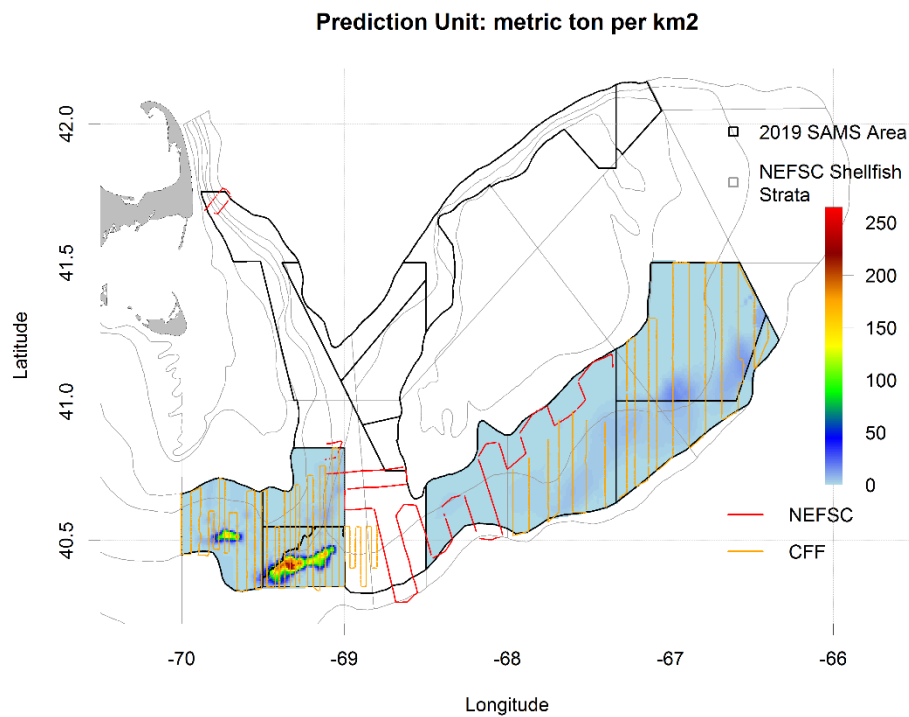 Prediction Unit: metric ton per km2
42.0
41.5
41.0
40.5
Latitude
2019 SAMS Area
NEFSC Shellfish
Strata
250
200
150
100
50
0
NEFSC
CFF
-70
-69
-68
-67
-66
Longitude